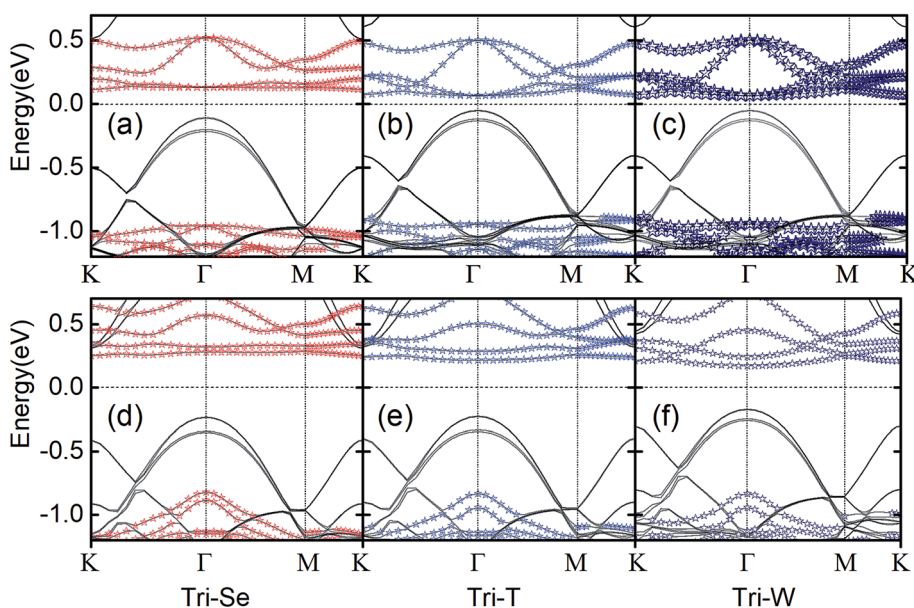 Energy(eV)
0.5
0.0
-0.5
-1.0
(a)
(b)
(c)
K Γ M K Γ M K Γ M K
Energy(eV)
0.5
0.0
-0.5
-1.0
(d)
(e)
(f)
K Γ M K Γ M K Γ M K
Tri-Se Tri-T Tri-W